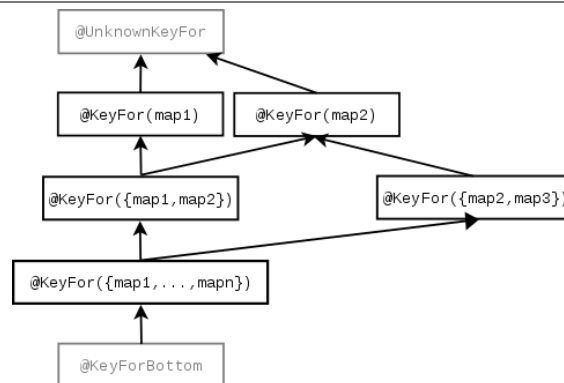 @UnknownKeyFor
@KeyFor(map1)
@KeyFor(map2)
@KeyFor({map1,map2})
@KeyFor({map2,map3})
@KeyFor({map1,...,mapn})
@KeyForBottom